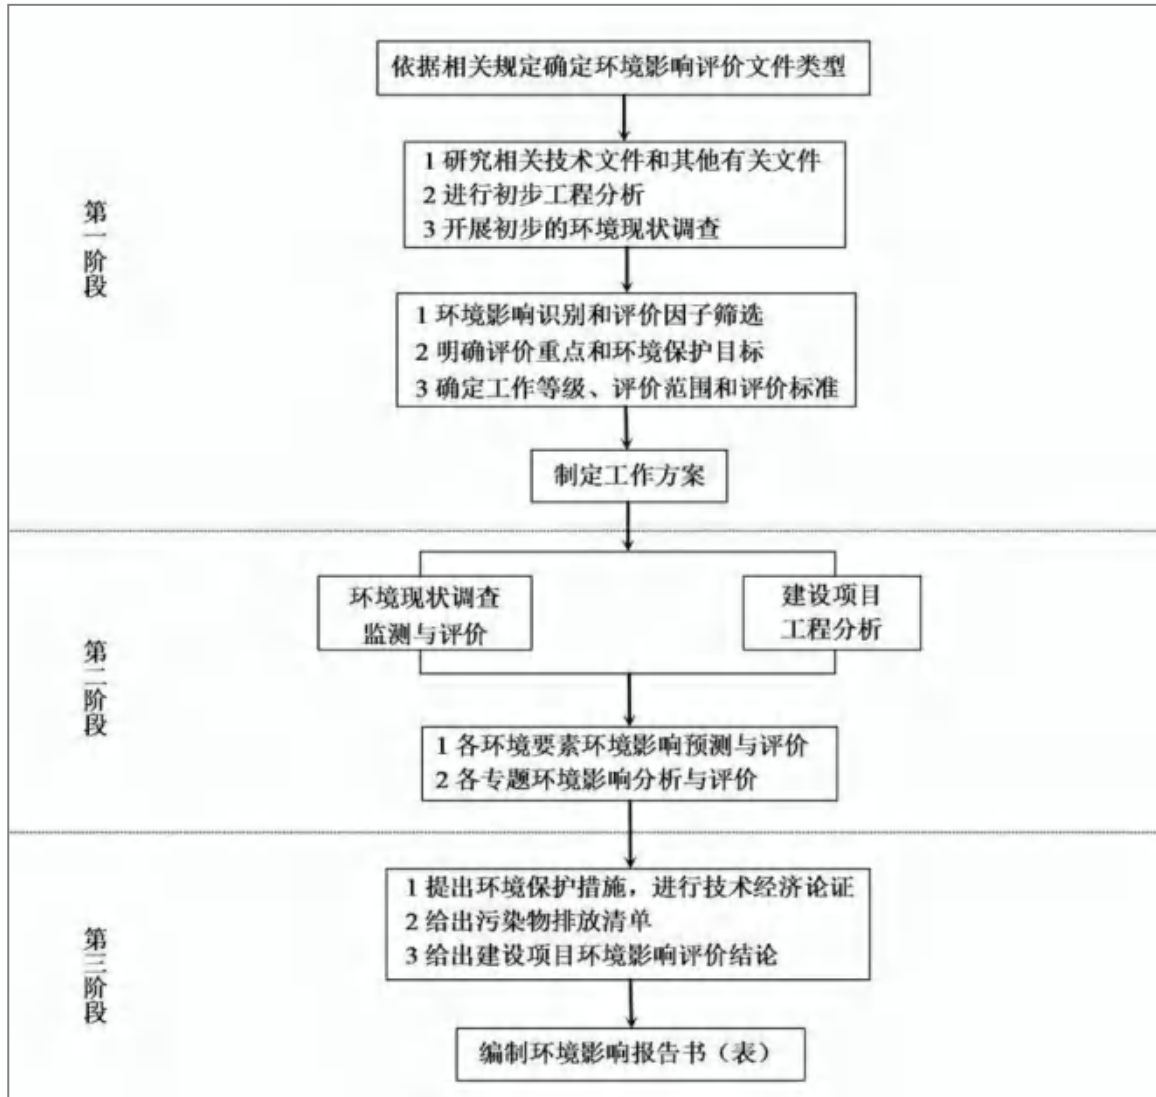 依据相关规定确定环境影响评价文件类型
1 研究相关技术文件和其他有关文件
2 进行初步工程分析
3 开展初步的环境现状调查
第一阶段
1 环境影响识别和评价因子筛选
2 明确评价重点和环境保护目标
3 确定工作等级、评价范围和评价标准
制定工作方案
环境现状调查
监测与评价
建设项目
工程分析
第二阶段
1 各环境要素环境影响预测与评价
2 各专题环境影响分析与评价
1 提出环境保护措施，进行技术经济论证
2 给出污染物排放清单
3 给出建设项目环境影响评价结论
第三阶段
编制环境影响报告书（表）